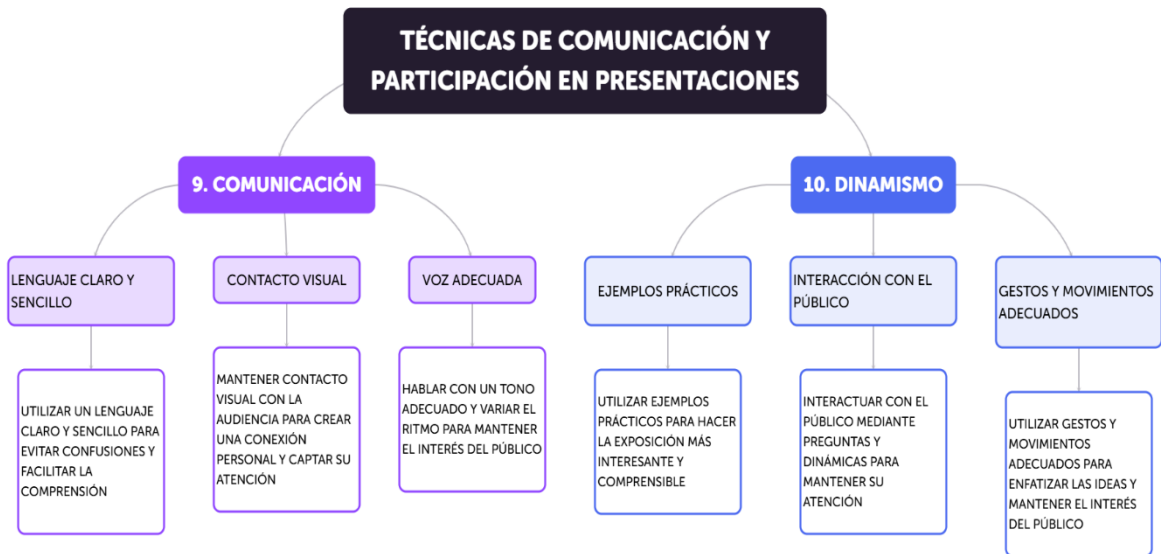 TÉCNICAS DE COMUNICACIÓN Y
PARTICIPACIÓN EN PRESENTACIONES
9. COMUNICACIÓN
LENGUAJE CLARO Y
SENCILLO
UTILIZAR UN LENGUAJE
CLARO Y SENCILLO PARA
EVITAR CONFUSIONES Y
FACILITAR LA
COMPRENSIÓN
CONTACTO VISUAL
MANTENER CONTACTO
VISUAL CON LA
AUDIENCIA PARA CREAR
UNA CONEXIÓN
PERSONAL Y CAPTAR SU
ATENCIÓN
VOZ ADECUADA
HABLAR CON UN TONO
ADECUADO Y VARIAR EL
RITMO PARA MANTENER
EL INTERÉS DEL PÚBLICO
10. DINAMISMO
EJEMPLOS PRÁCTICOS
UTILIZAR EJEMPLOS
PRÁCTICOS PARA HACER
LA EXPOSICIÓN MÁS
INTERESANTE Y
COMPRENSIBLE
INTERACCIÓN CON EL
PÚBLICO
INTERACTUAR CON EL
PÚBLICO MEDIANTE
PREGUNTAS Y
DINÁMICAS PARA
MANTENER SU
ATENCIÓN
GESTOS Y MOVIMIENTOS
ADECUADOS
UTILIZAR GESTOS Y
MOVIMIENTOS
ADECUADOS PARA
ENFATIZAR LAS IDEAS Y
MANTENER EL INTERÉS
DEL PÚBLICO